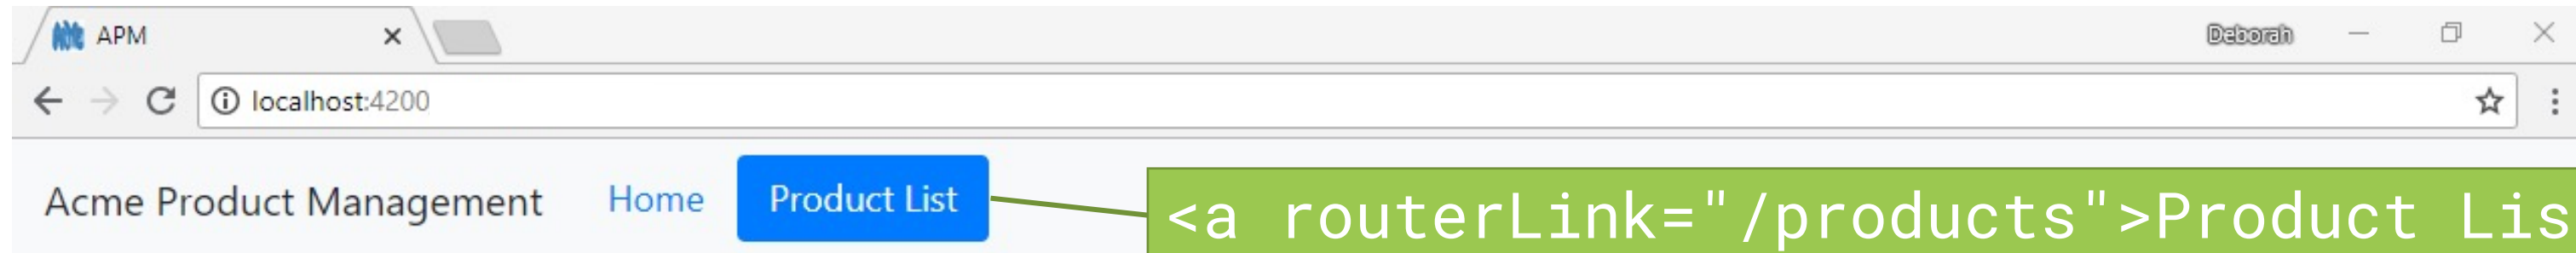 APM
Deborah
localhost:4200
Acme Product Management Home Product List
<a routerLink="/products">Product Lis